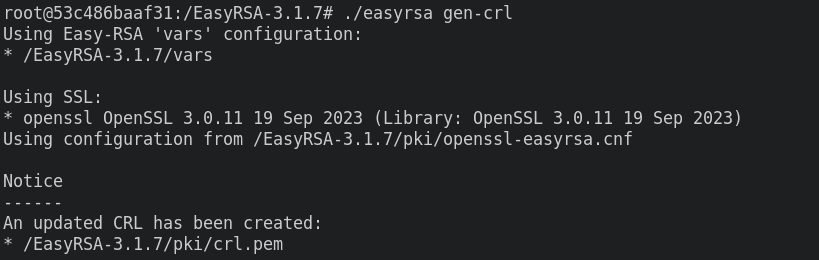 root@53c486baaf31:/EasyRSA-3.1.7# ./easyrsa gen-crl
Using Easy-RSA 'vars' configuration:
* /EasyRSA-3.1.7/vars

Using SSL:
* openssl OpenSSL 3.0.11 19 Sep 2023 (Library: OpenSSL 3.0.11 19 Sep 2023)
Using configuration from /EasyRSA-3.1.7/pki/openssl-easyrsa.cnf

Notice
------
An updated CRL has been created:
* /EasyRSA-3.1.7/pki/crl.pem